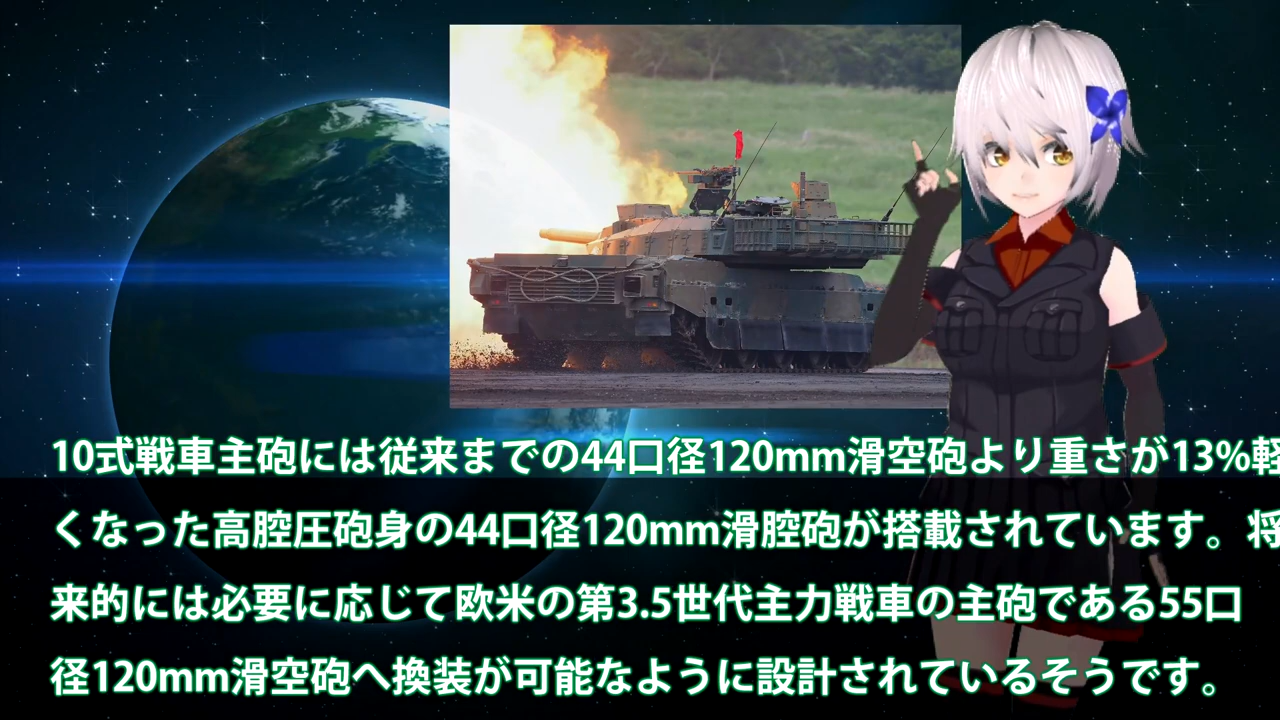 10式戦車主砲には従来までの44口径120mm滑空砲より重さが13%軽
くなった高腔圧砲身の44口径120mm滑腔砲が搭載されています。将
来的には必要に応じて欧米の第3.5世代主力戦車の主砲である55口
径120mm滑空砲へ換装が可能なように設計されているそうです。